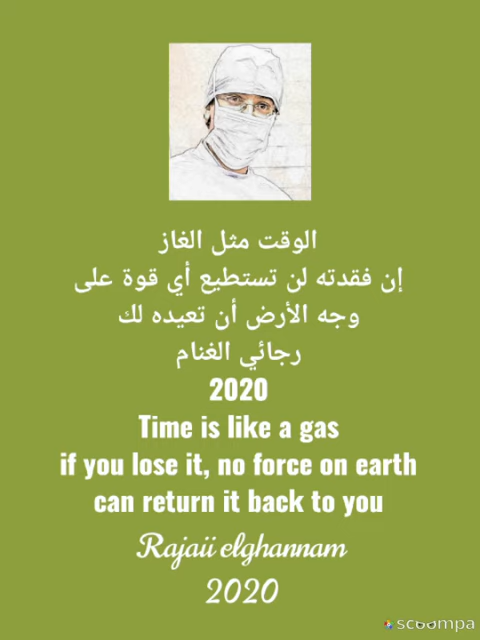 الوقت مثل الغاز
إن فقدته لن تستطيع أي قوة على
وجه الأرض أن تعيده لك
رجائي الغنام
2020
Time is like a gas
if you lose it, no force on earth
can return it back to you
Rajaii elghannam
2020
scoompa